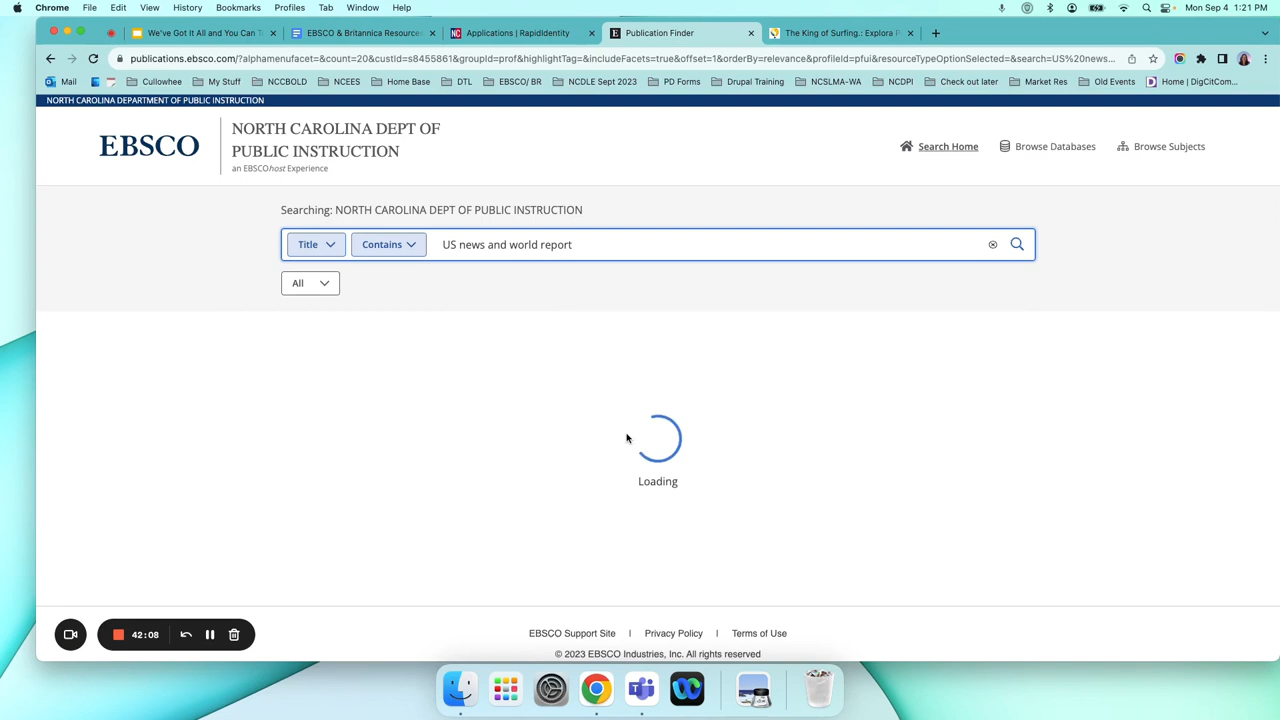 Chrome File Edit View History Bookmarks Profiles Tab Window Help Mon Sep 4 1:21 PM
We've Got It All and You Can T
EBSCO & Britannica Resource
Applications | RapidIdentity
Publication Finder
The King of Surfing.: Explora P
publications.ebsco.com/?alphamenufacet=&count=20&custId=s8455861&groupId=prof&highlightTag=&includeFacets=true&offset=1&orderBy=relevance&profileId=pfui&resourceTypeOptionSelected=&search=US%20news...
Mail Cullowhee My Stuff NCCBOLD NCEES Home Base DTL EBSCO/ BR NCDLE Sept 2023 PD Forms Drupal Training NCSLMA-WA NCDPI Check out later Market Res Old Events Home | DigCitCom...
NORTH CAROLINA DEPARTMENT OF PUBLIC INSTRUCTION
EBSCO
NORTH CAROLINA DEPT OF
PUBLIC INSTRUCTION
an EBSCOhost Experience
Search Home Browse Databases Browse Subjects
Searching: NORTH CAROLINA DEPT OF PUBLIC INSTRUCTION
Title Contains US news and world report
All
Loading
42:08
EBSCO Support Site | Privacy Policy | Terms of Use
© 2023 EBSCO Industries, Inc. All rights reserved